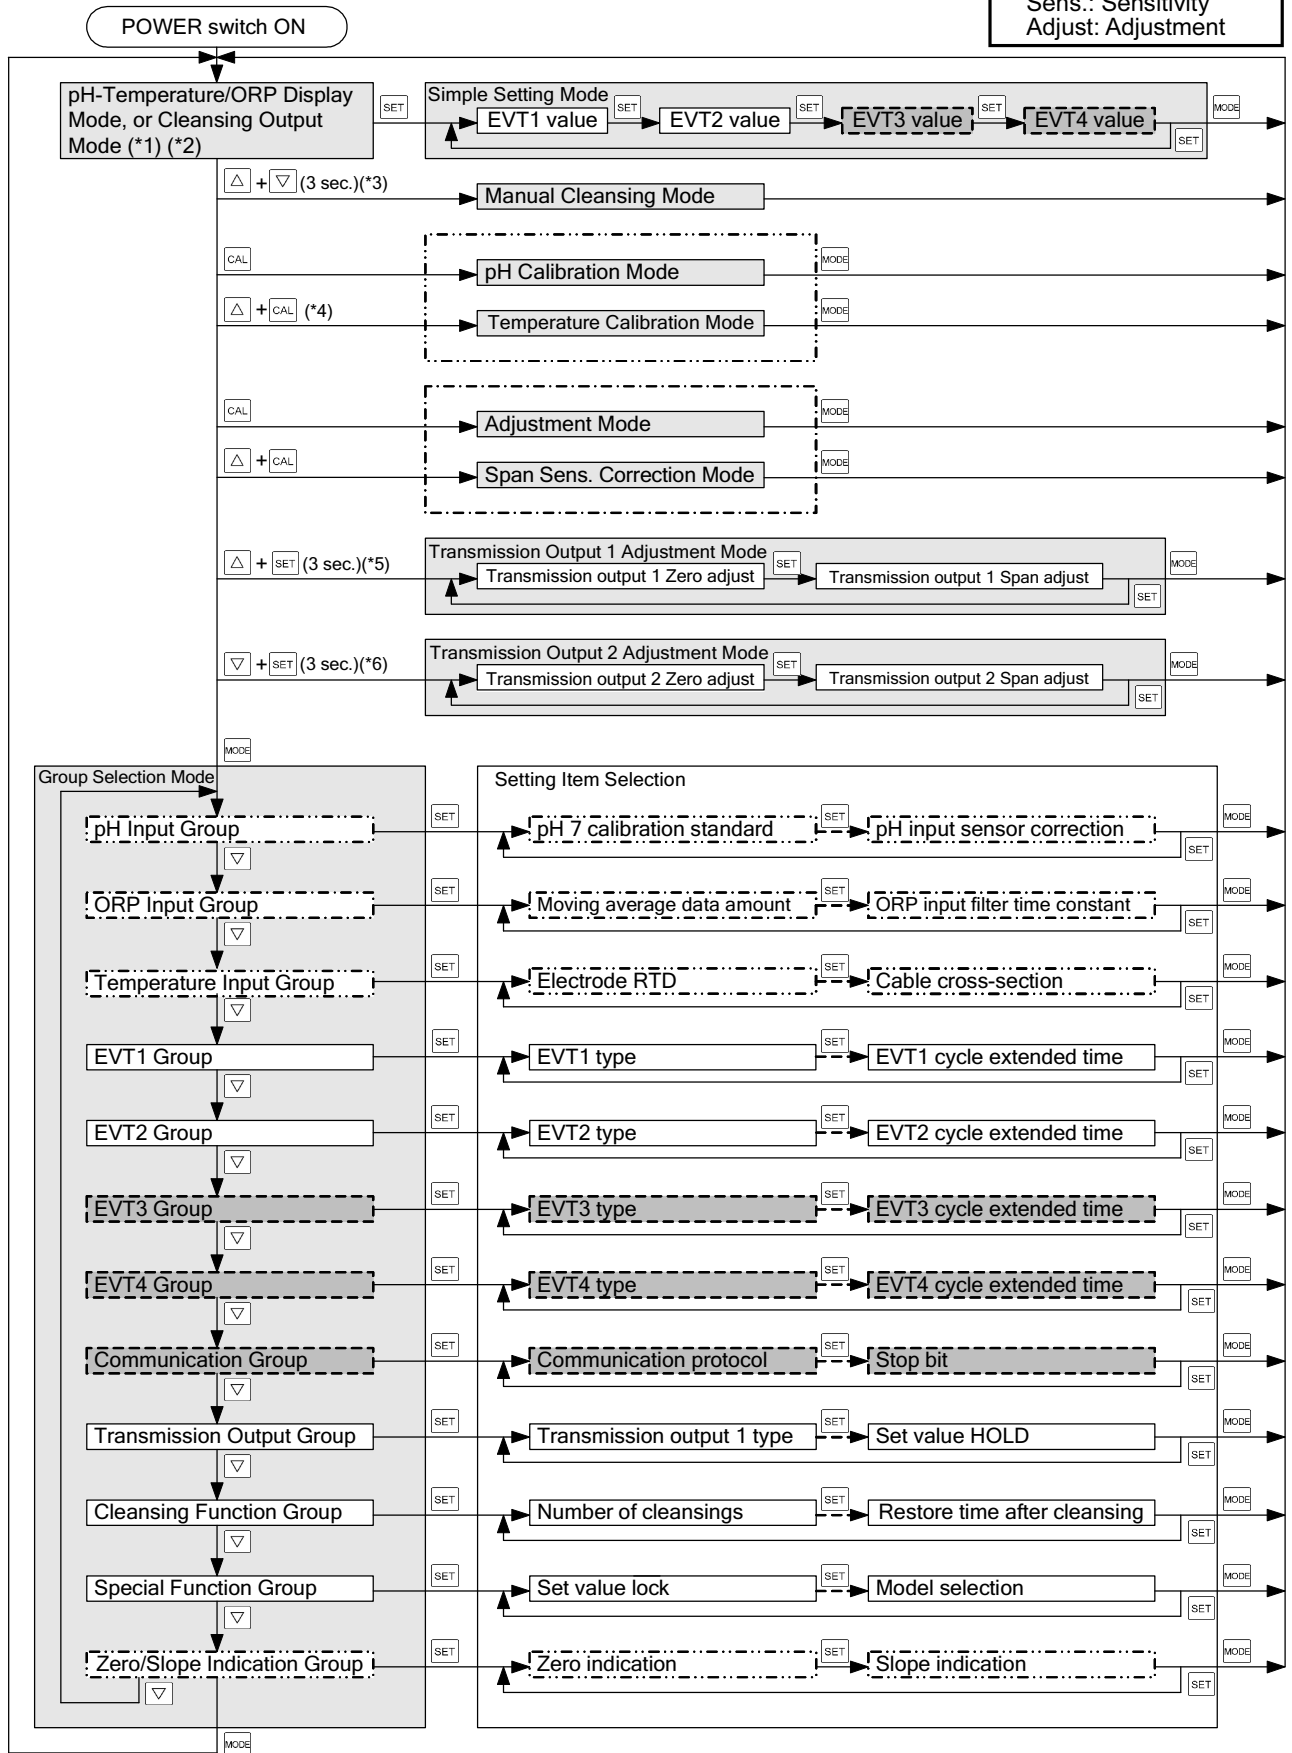 Sens.: Sensitivity
Adjust: Adjustment
POWER switch ON
pH-Temperature/ORP Display
Mode, or Cleansing Output
Mode (*1) (*2)
SET
Simple Setting Mode
EVT1 value
SET
EVT2 value
SET
EVT3 value
SET
EVT4 value
SET
MODE
△ + ▽ (3 sec.)(*3)
Manual Cleansing Mode
CAL
pH Calibration Mode
MODE
△ + CAL (*4)
Temperature Calibration Mode
MODE
CAL
Adjustment Mode
MODE
△ + CAL
Span Sens. Correction Mode
MODE
△ + SET (3 sec.)(*5)
Transmission Output 1 Adjustment Mode
Transmission output 1 Zero adjust
SET
Transmission output 1 Span adjust
SET
MODE
▽ + SET (3 sec.)(*6)
Transmission Output 2 Adjustment Mode
Transmission output 2 Zero adjust
SET
Transmission output 2 Span adjust
SET
MODE
MODE
Group Selection Mode
Setting Item Selection
pH Input Group
SET
pH 7 calibration standard
SET
pH input sensor correction
SET
MODE
▽
ORP Input Group
SET
Moving average data amount
SET
ORP input filter time constant
SET
MODE
▽
Temperature Input Group
SET
Electrode RTD
SET
Cable cross-section
SET
MODE
▽
EVT1 Group
SET
EVT1 type
SET
EVT1 cycle extended time
SET
MODE
▽
EVT2 Group
SET
EVT2 type
SET
EVT2 cycle extended time
SET
MODE
▽
EVT3 Group
SET
EVT3 type
SET
EVT3 cycle extended time
SET
MODE
▽
EVT4 Group
SET
EVT4 type
SET
EVT4 cycle extended time
SET
MODE
▽
Communication Group
SET
Communication protocol
SET
Stop bit
SET
MODE
▽
Transmission Output Group
SET
Transmission output 1 type
SET
Set value HOLD
SET
MODE
▽
Cleansing Function Group
SET
Number of cleansings
SET
Restore time after cleansing
SET
MODE
▽
Special Function Group
SET
Set value lock
SET
Model selection
SET
MODE
▽
Zero/Slope Indication Group
SET
Zero indication
SET
Slope indication
SET
MODE
▽
MODE